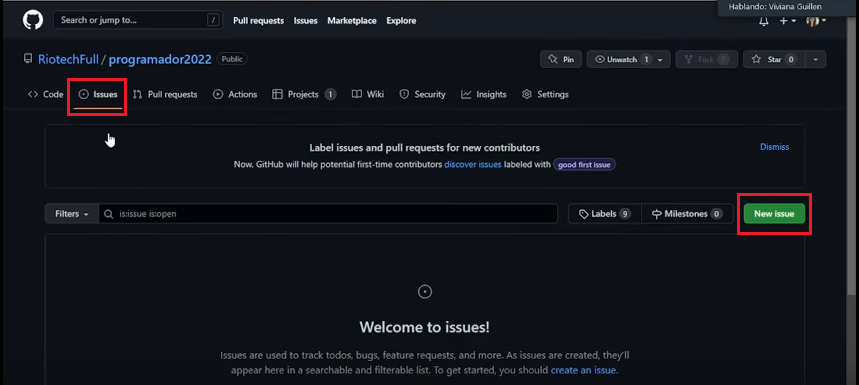 Hablando: Viviana Guillen
Search or jump to... / Pull requests Issues Marketplace Explore
RiotechFull / programador2022 Public Pin Unwatch 1 Fork 0 Star 0
Code Issues Pull requests Actions Projects 1 Wiki Security Insights Settings
Label issues and pull requests for new contributors Dismiss
Now, GitHub will help potential first-time contributors discover issues labeled with good first issue
Filters is:issue is:open Labels 9 Milestones 0 New issue
Welcome to issues!
Issues are used to track todos, bugs, feature requests, and more. As issues are created, they'll
appear here in a searchable and filterable list. To get started, you should create an issue.